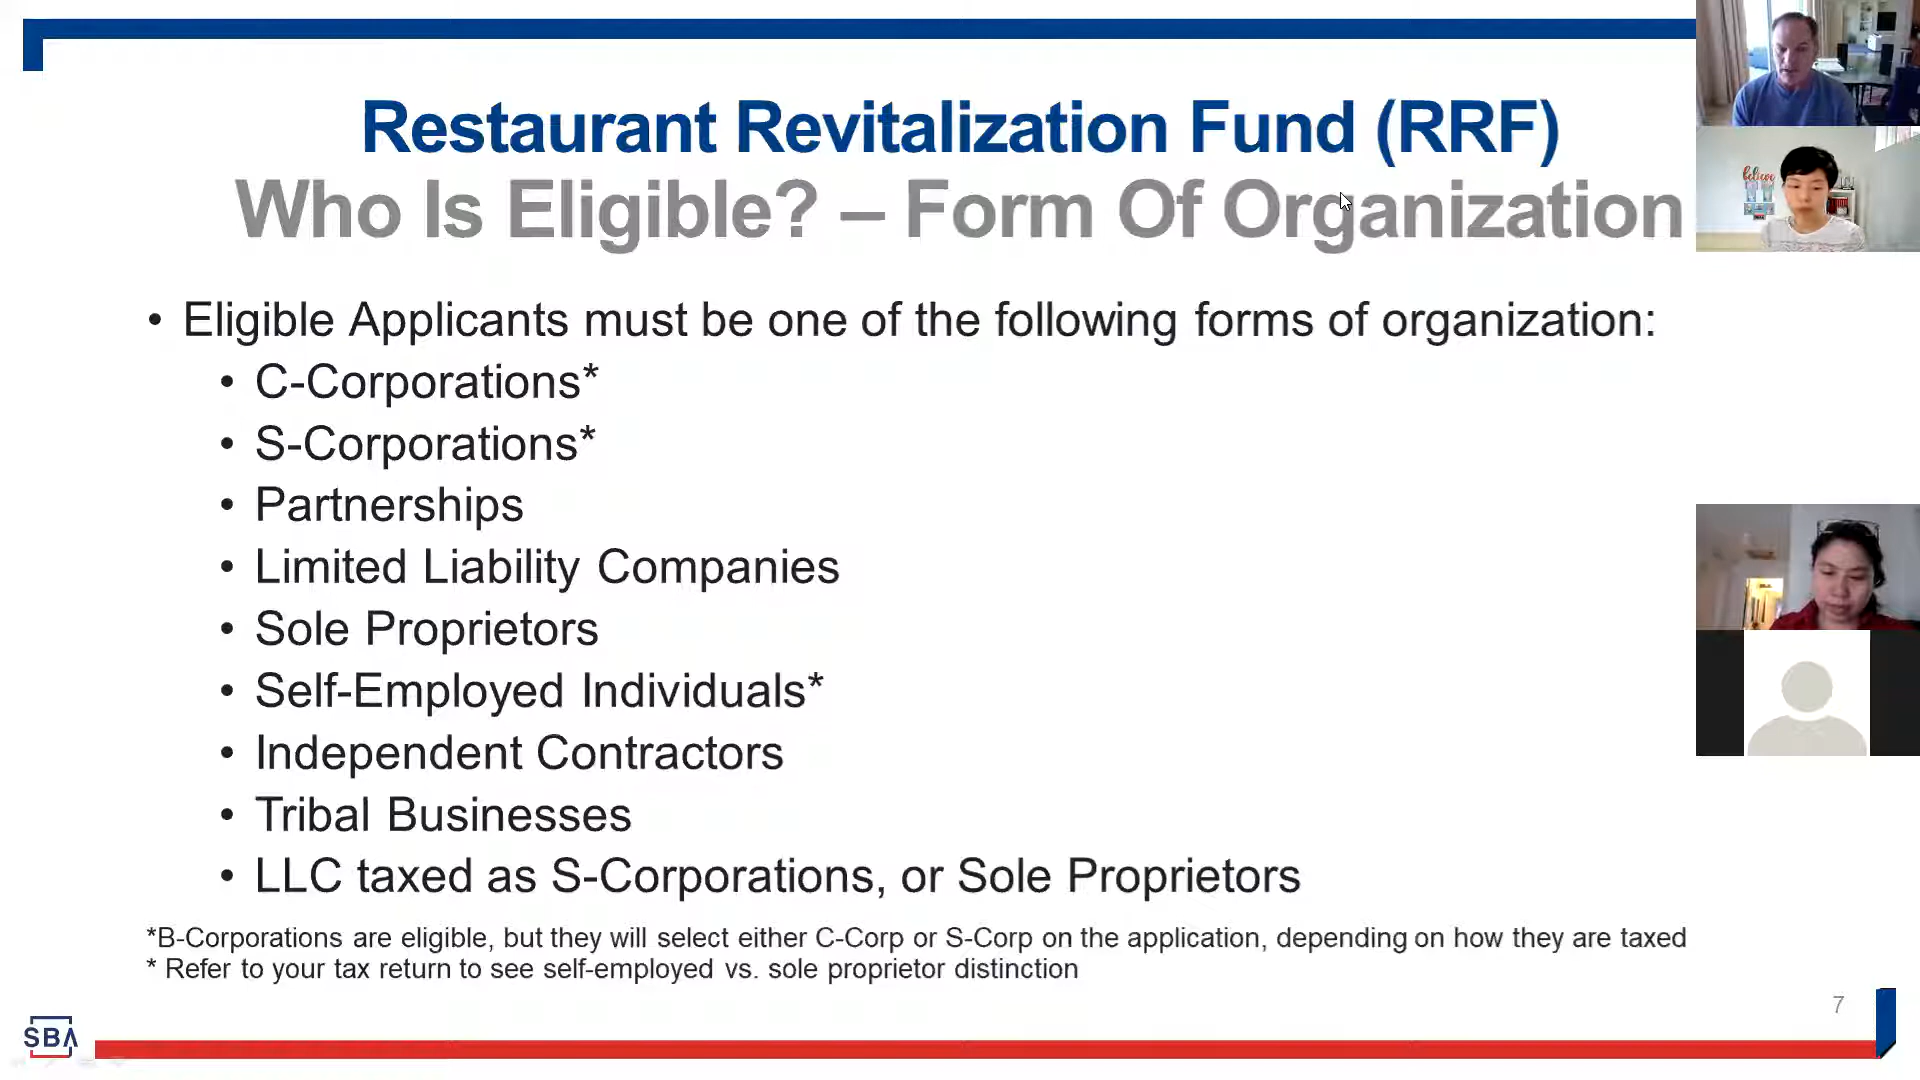 Restaurant Revitalization Fund (RRF)
Who Is Eligible? – Form Of Organization
believe
• Eligible Applicants must be one of the following forms of organization:
• C-Corporations*
• S-Corporations*
• Partnerships
• Limited Liability Companies
• Sole Proprietors
• Self-Employed Individuals*
• Independent Contractors
• Tribal Businesses
• LLC taxed as S-Corporations, or Sole Proprietors
*B-Corporations are eligible, but they will select either C-Corp or S-Corp on the application, depending on how they are taxed
* Refer to your tax return to see self-employed vs. sole proprietor distinction
7
SBA